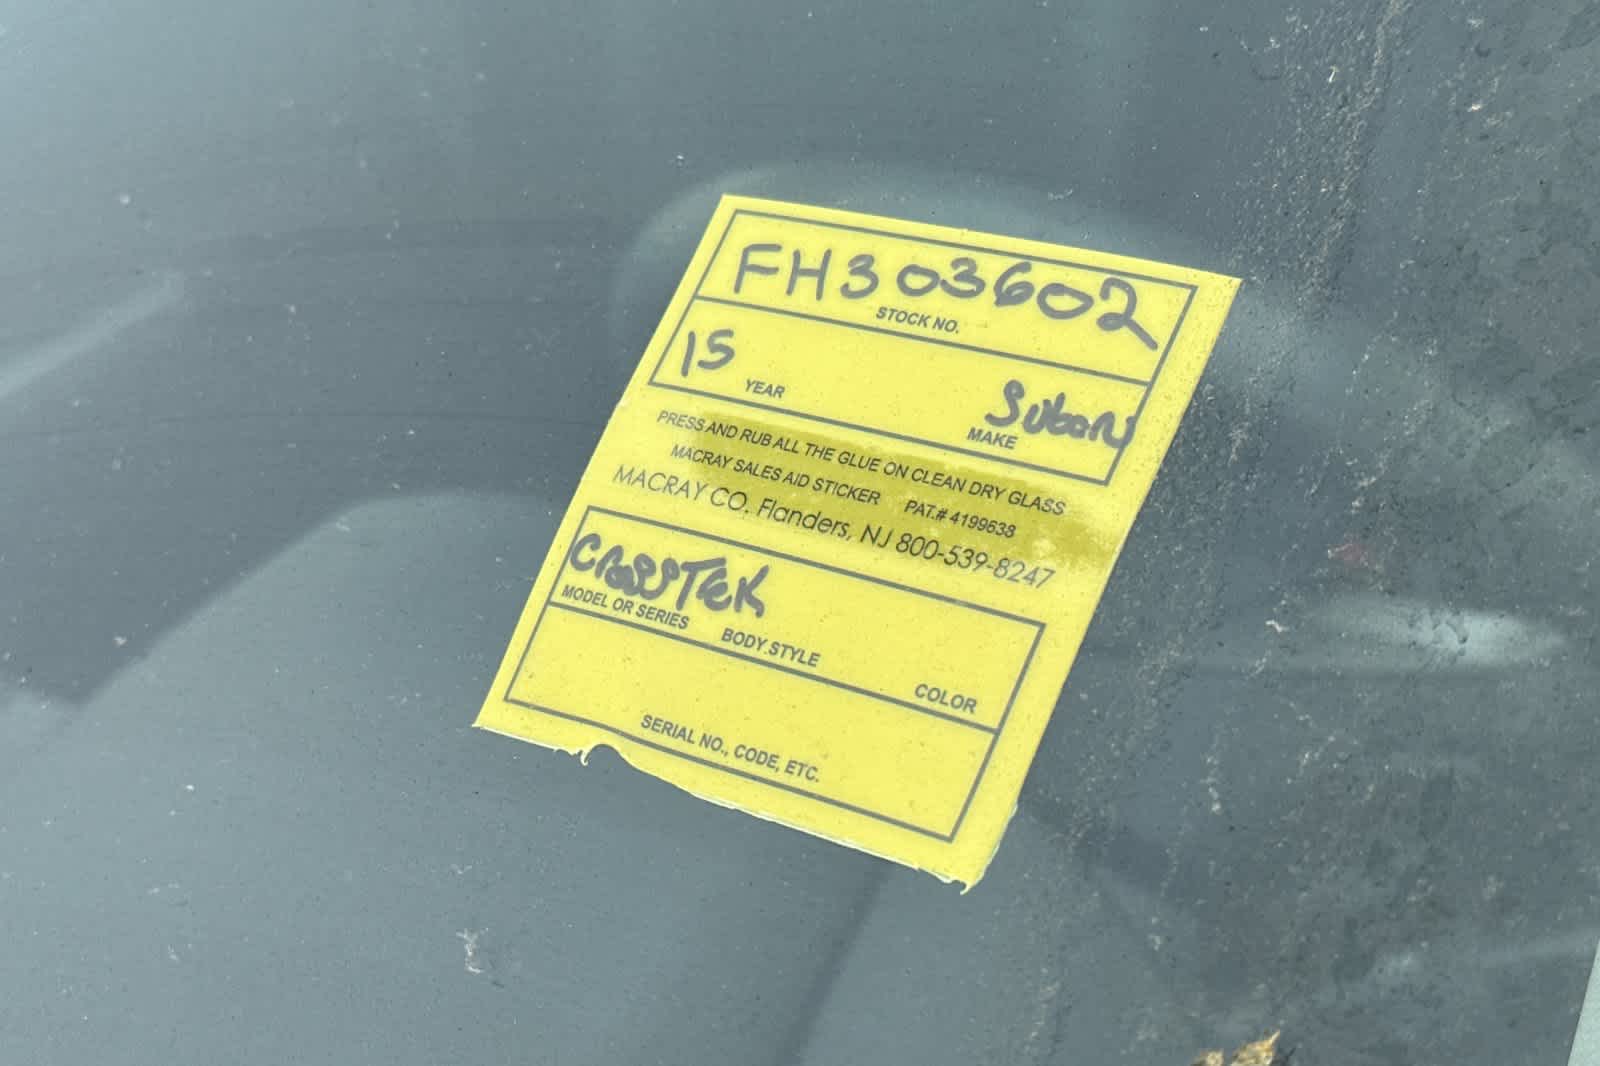 FH303602
STOCK NO.
15 Subaru
YEAR MAKE
PRESS AND RUB ALL THE GLUE ON CLEAN DRY GLASS
MACRAY SALES AID STICKER PAT.# 4199638
MACRAY CO. Flanders, NJ 800-539-8247
CROSSTEK
MODEL OR SERIES BODY STYLE COLOR
SERIAL NO., CODE, ETC.